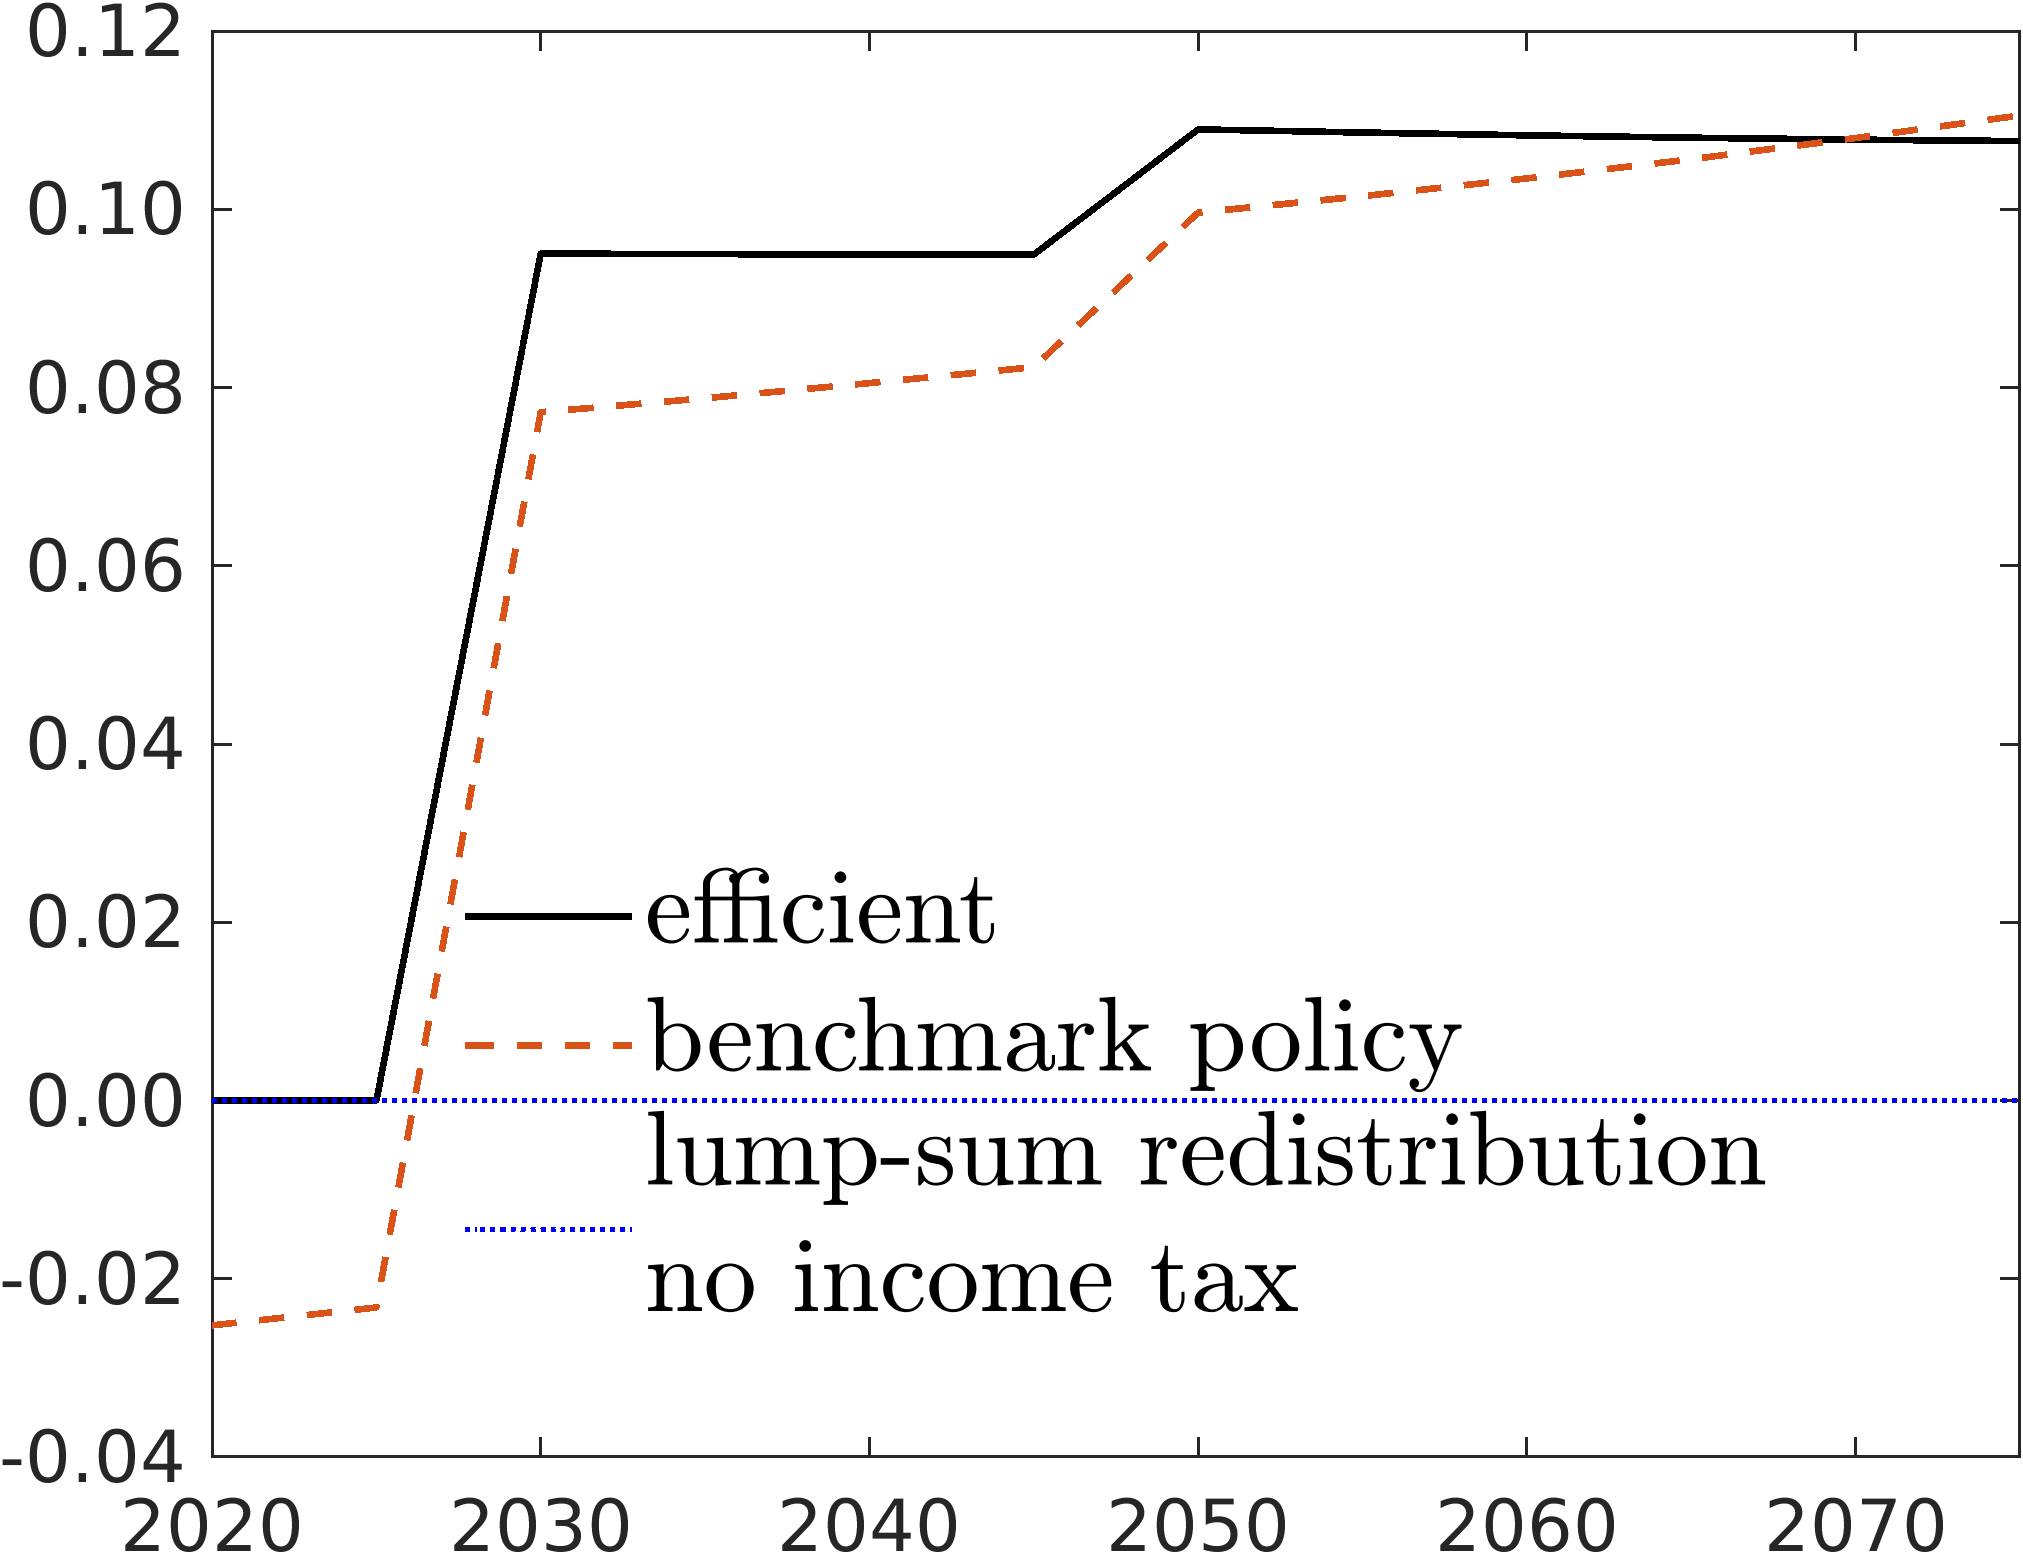 0.12
0.10
0.08
0.06
0.04
0.02
0.00
-0.02
-0.04
efficient
benchmark policy
lump-sum redistribution
no income tax
2020 2030 2040 2050 2060 2070